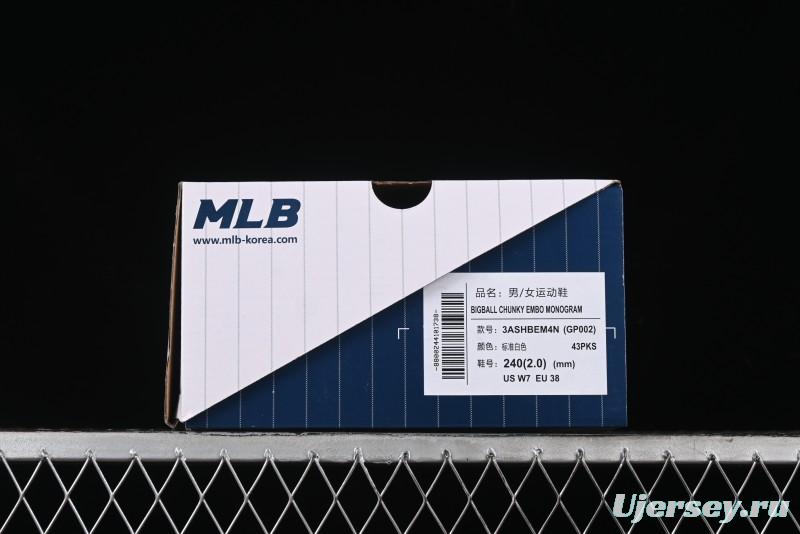 MLB
www.mlb-korea.com
品名：男/女运动鞋
BIGBALL CHUNKY EMBO MONOGRAM
款号：3ASHBEM4N (GP002)
颜色：标准白色 43PKS
鞋号：240(2.0) (mm)
US W7 EU 38
Ujersey.ru